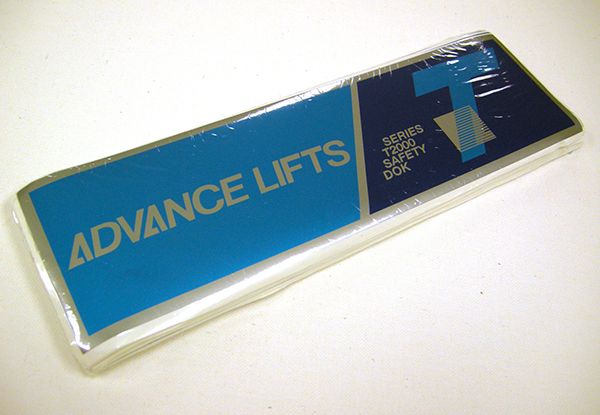 ADVANCE LIFTS
SERIES
T2000
SAFETY
DOK
T